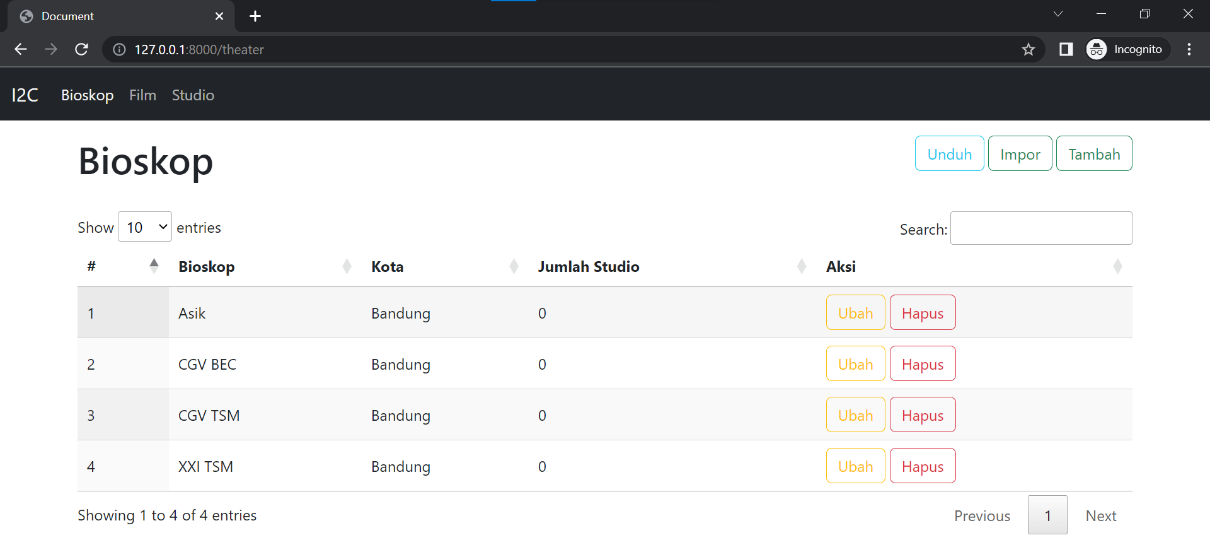 Document
127.0.0.1:8000/theater
Incognito
I2C Bioskop Film Studio
Bioskop
Unduh Impor Tambah
Show 10 entries
Search:
# Bioskop Kota Jumlah Studio Aksi
1 Asik Bandung 0 Ubah Hapus
2 CGV BEC Bandung 0 Ubah Hapus
3 CGV TSM Bandung 0 Ubah Hapus
4 XXI TSM Bandung 0 Ubah Hapus
Showing 1 to 4 of 4 entries
Previous 1 Next